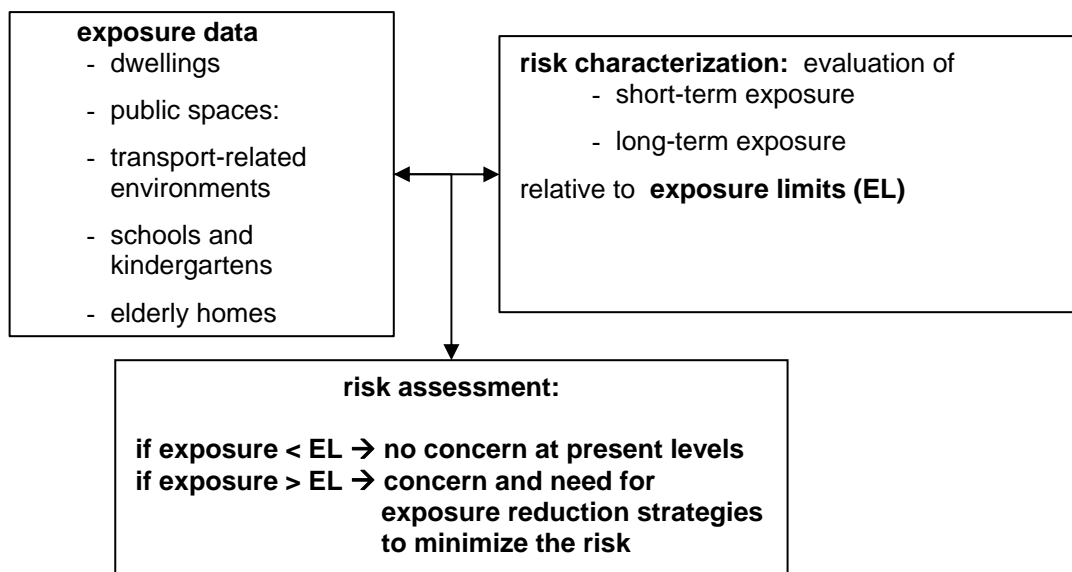 exposure data
- dwellings
- public spaces:
- transport-related
environments
- schools and
kindergartens
- elderly homes
risk characterization: evaluation of
- short-term exposure
- long-term exposure
relative to exposure limits (EL)
risk assessment:
if exposure < EL → no concern at present levels
if exposure > EL → concern and need for
exposure reduction strategies
to minimize the risk